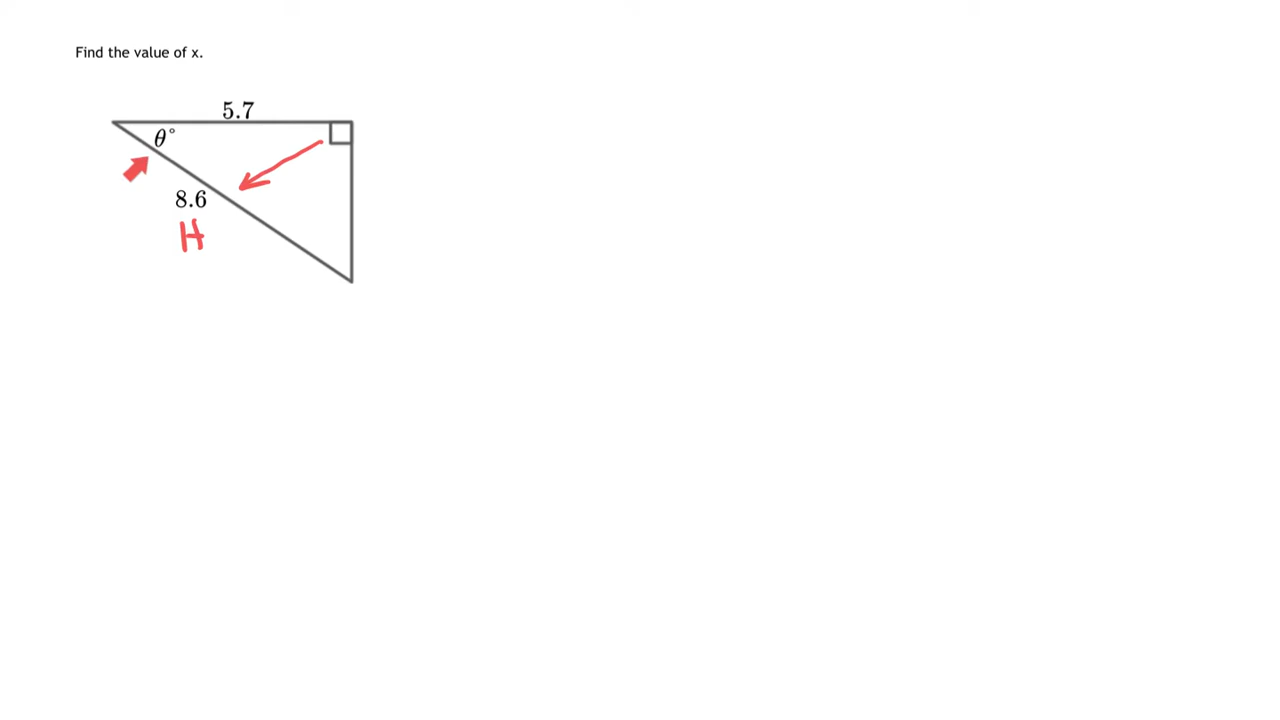 Find the value of x.
5.7
θ°
8.6
H